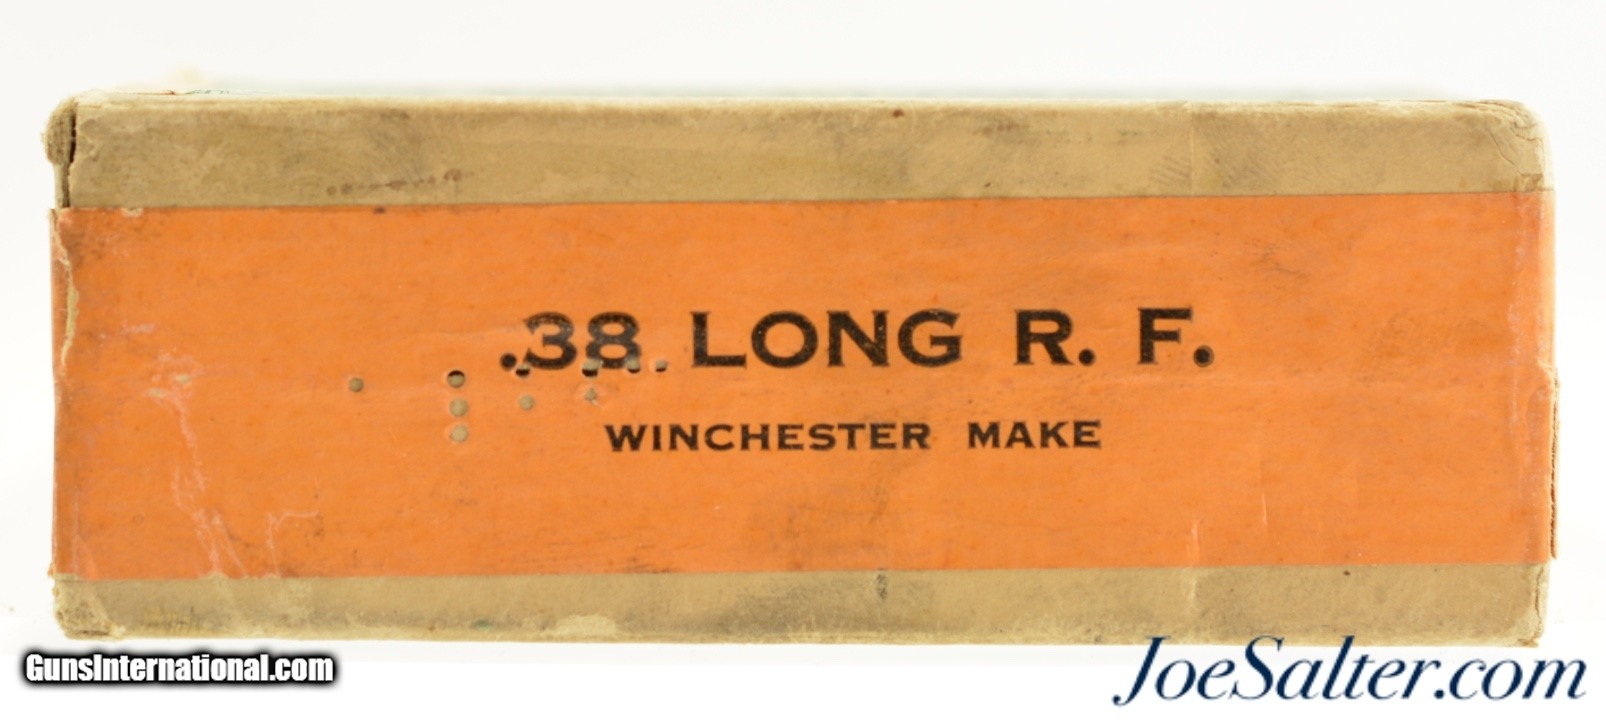 .38 LONG R. F.
WINCHESTER MAKE
GunsInternational.com
JoeSalter.com